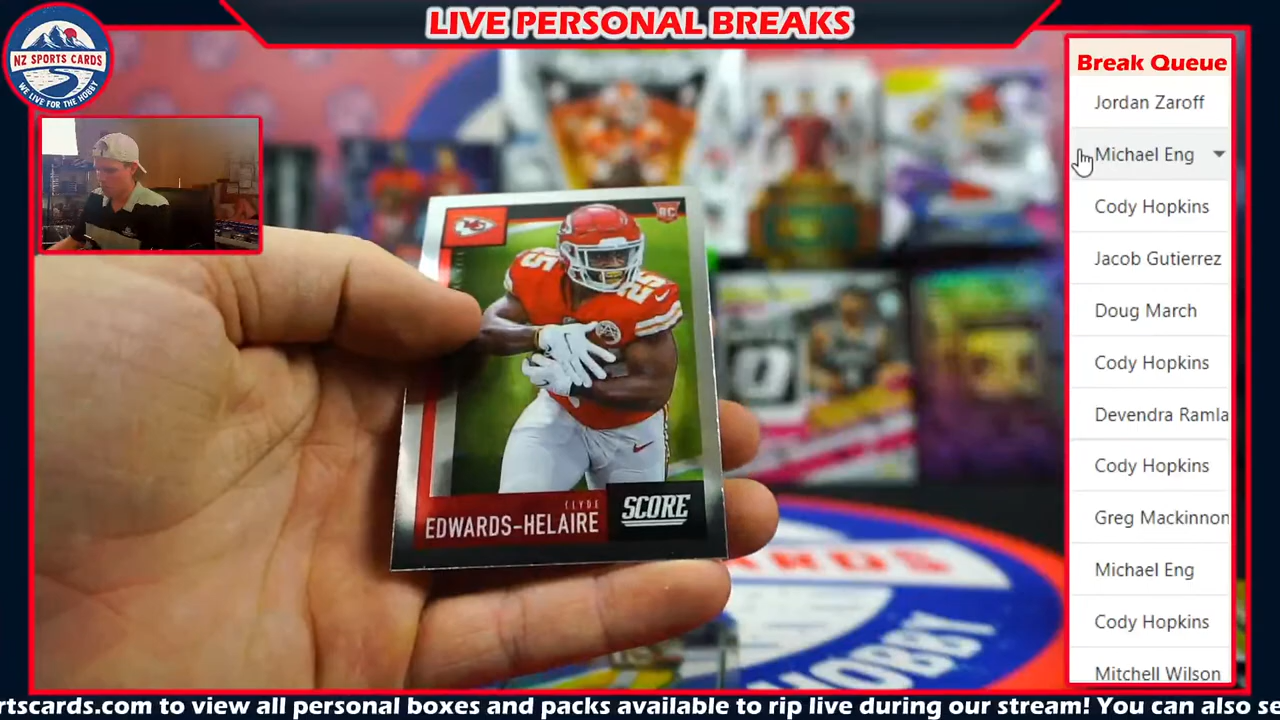 LIVE PERSONAL BREAKS
NZ SPORTS CARDS
WE LIVE FOR THE HOBBY
Break Queue
Jordan Zaroff
Michael Eng
Cody Hopkins
Jacob Gutierrez
Doug March
Cody Hopkins
Devendra Ramla
Cody Hopkins
Greg Mackinnon
Michael Eng
Cody Hopkins
Mitchell Wilson
RC
25
25
CLYDE
EDWARDS-HELAIRE
SCORE
HOBBY
rtscards.com to view all personal boxes and packs available to rip live during our stream! You can also se